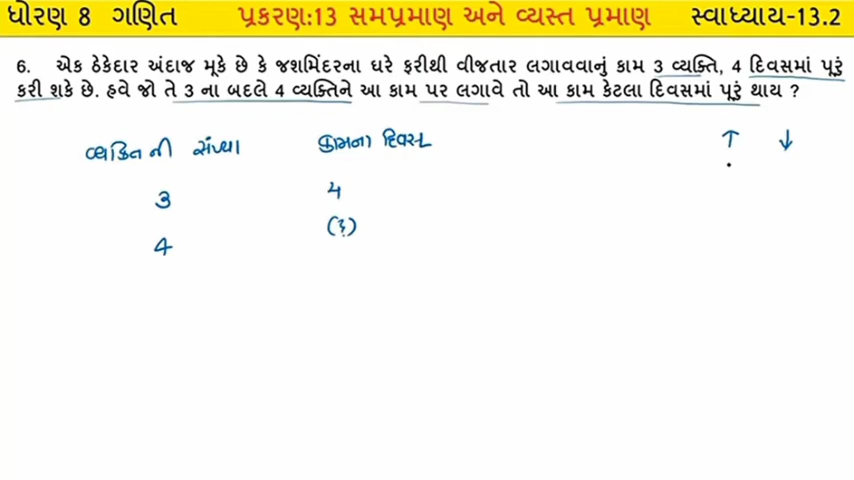 ધોરણ 8 ગણિત પ્રકરણ:13 સમપ્રમાણ અને વ્યસ્ત પ્રમાણ સ્વાધ્યાય-13.2
6. એક ઠેકેદાર અંદાજ મૂકે છે કે જશમિંદરના ઘરે ફરીથી વીજતાર લગાવવાનું કામ 3 વ્યક્તિ, 4 દિવસમાં પૂરું
કરી શકે છે. હવે જો તે 3 ના બદલે 4 વ્યક્તિને આ કામ પર લગાવે તો આ કામ કેટલા દિવસમાં પૂરું થાય ?
વ્યક્તિ ની સંખ્યા કામના દિવસ ↑ ↓
3 4
4 (?)